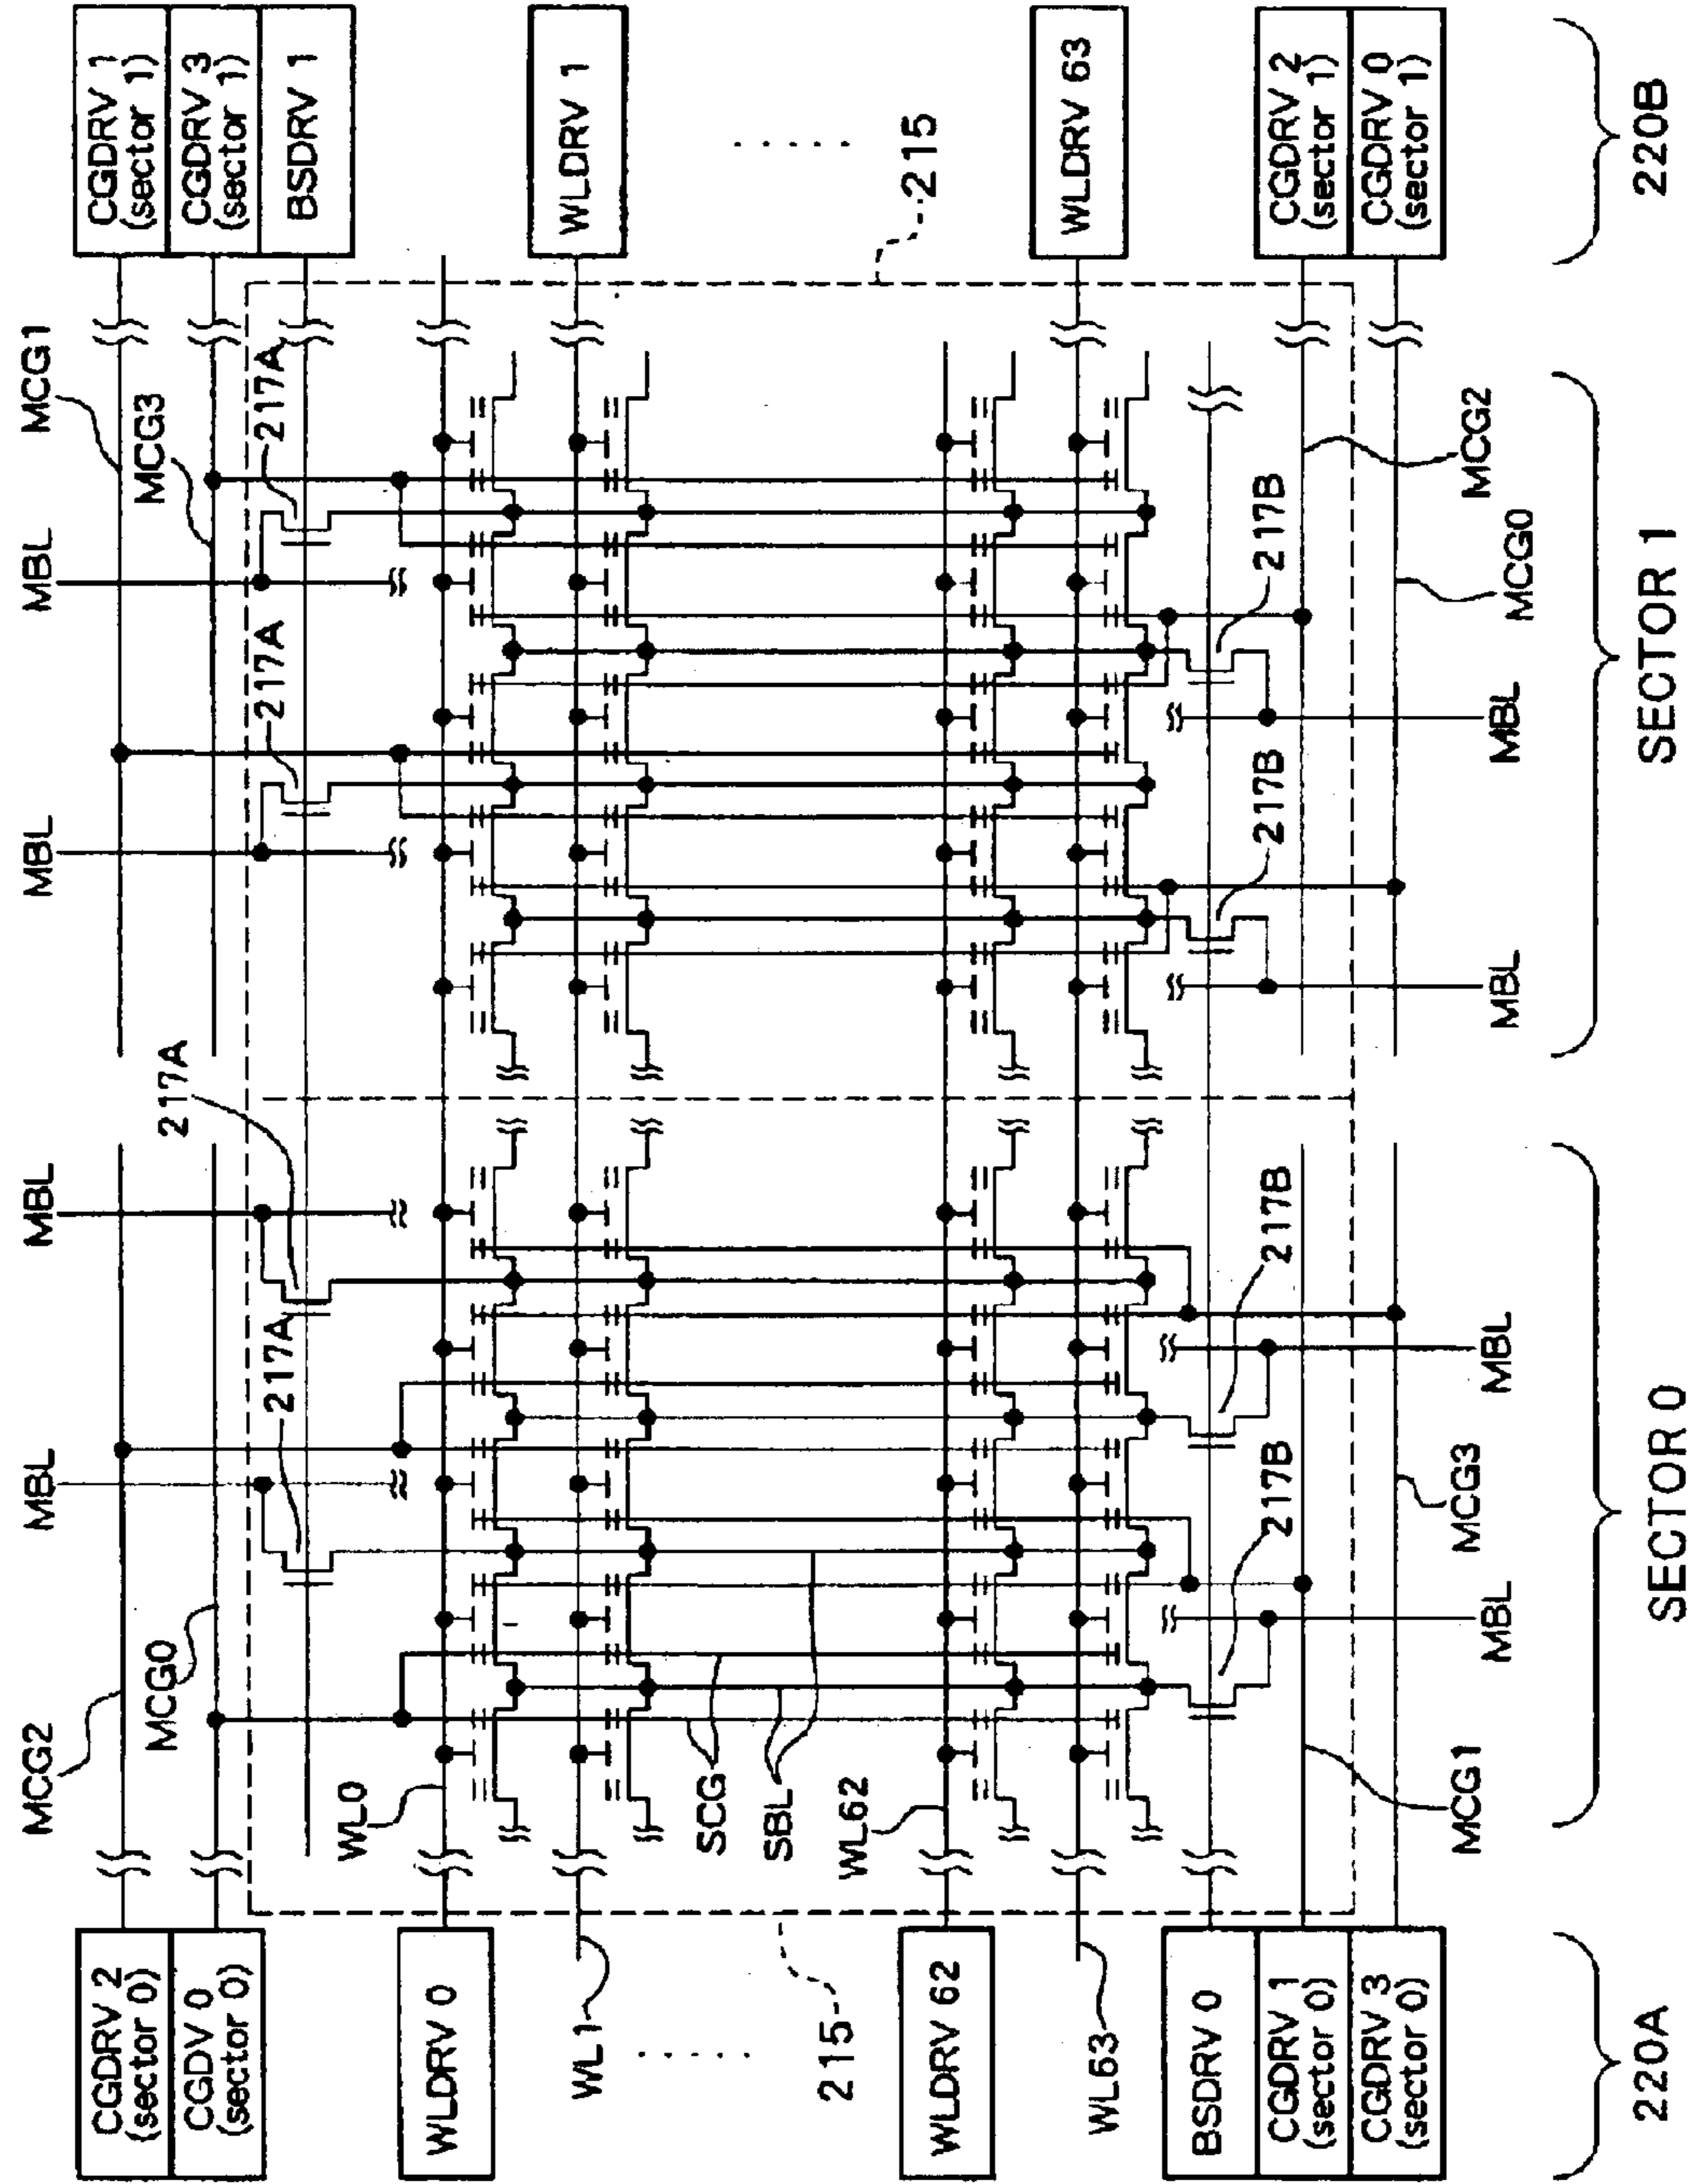 CGDRV 2
(sector 0)
CGDV 0
(sector 0)
WLDRV 0
WL1
. . . . .
215
WLDRV 62
WL63
BSDRV 0
CGDRV 1
(sector 0)
CGDRV 3
(sector 0)
220A
MCG2
MCG0
WL0
SCG
SBL
WL62
MCG1
MBL
217A
217B
MBL
MCG3
MBL
217A
217B
MBL
SECTOR 0
MBL
217A
217B
MBL
MBL
217A
217B
MBL
MCG1
MCG3
MCG0
MCG2
SECTOR 1
CGDRV 1
(sector 1)
CGDRV 3
(sector 1)
BSDRV 1
WLDRV 1
. . . . .
215
WLDRV 63
CGDRV 2
(sector 1)
CGDRV 0
(sector 1)
220B